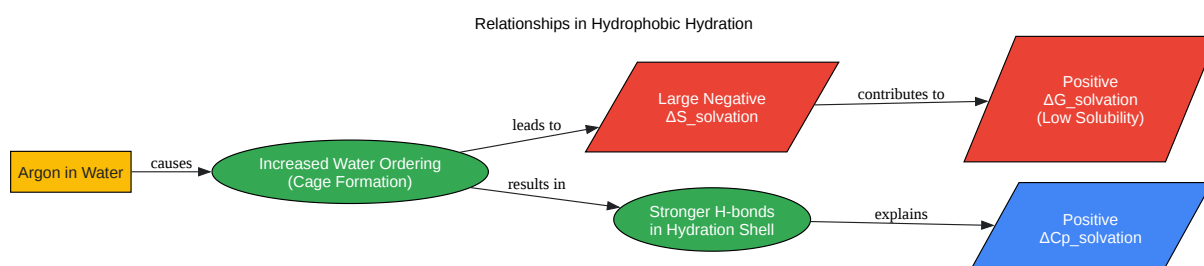 Relationships in Hydrophobic Hydration
Argon in Water
causes
Increased Water Ordering
(Cage Formation)
leads to
Large Negative
ΔS_solvation
contributes to
Positive
ΔG_solvation
(Low Solubility)
results in
Stronger H-bonds
in Hydration Shell
explains
Positive
ΔCp_solvation